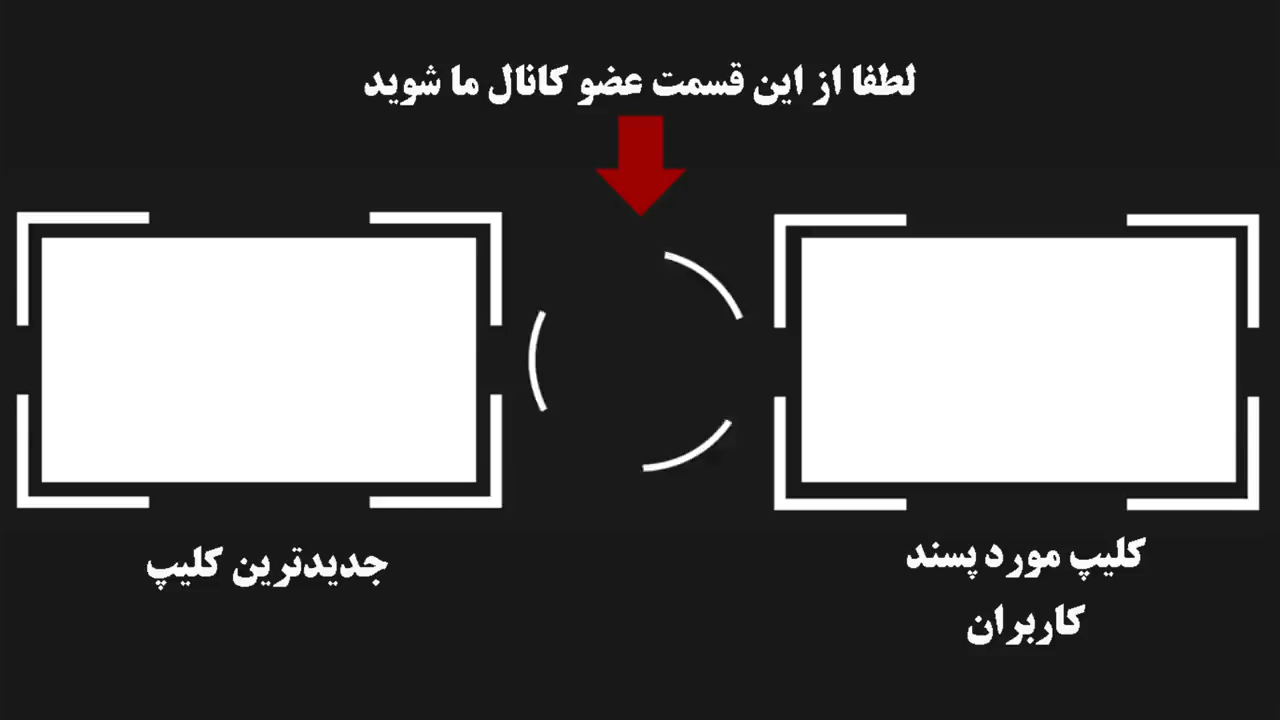 لطفا از این قسمت عضو کانال ما شوید
کلیپ مورد پسند
کاربران
جدیدترین کلیپ